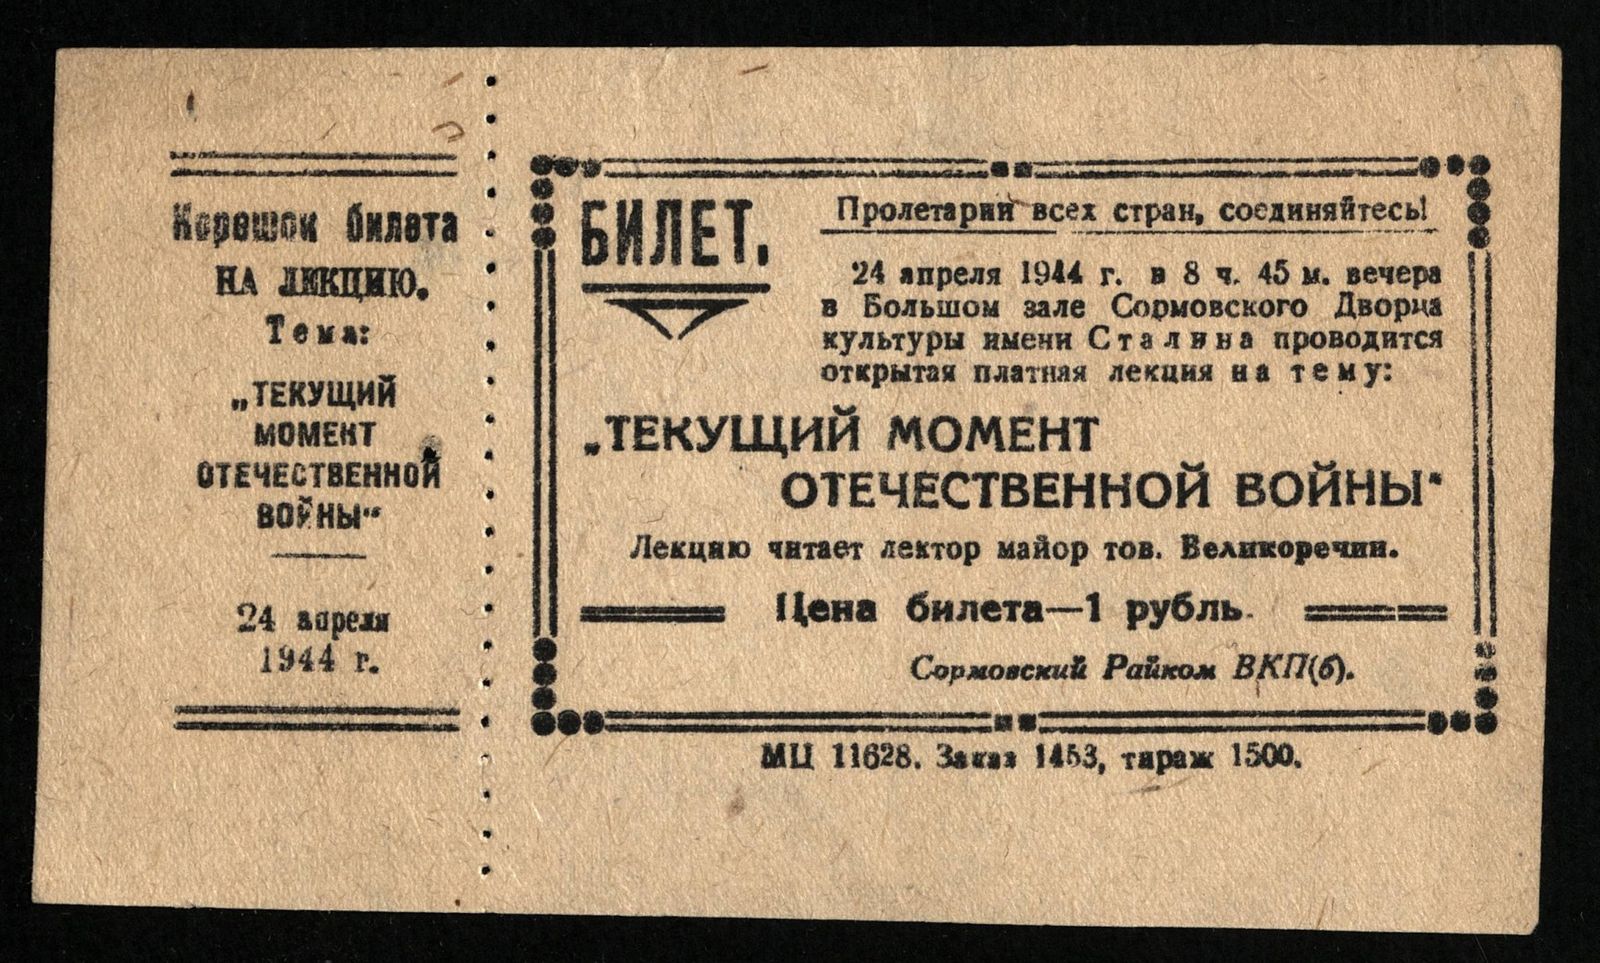 Корешок билета
НА ЛЕКЦИЮ.
Тема:
„ТЕКУЩИЙ
МОМЕНТ
ОТЕЧЕСТВЕННОЙ
ВОЙНЫ“
24 апреля
1944 г.
БИЛЕТ.
Пролетарии всех стран, соединяйтесь!
24 апреля 1944 г. в 8 ч. 45 м. вечера
в Большом зале Сормовского Дворца
культуры имени Сталина проводится
открытая платная лекция на тему:
„ТЕКУЩИЙ МОМЕНТ
ОТЕЧЕСТВЕННОЙ ВОЙНЫ“
Лекцию читает лектор майор тов. Великоречин.
Цена билета—1 рубль.
Сормовский Райком ВКП(б).
МЦ 11628. Заказ 1453, тираж 1500.